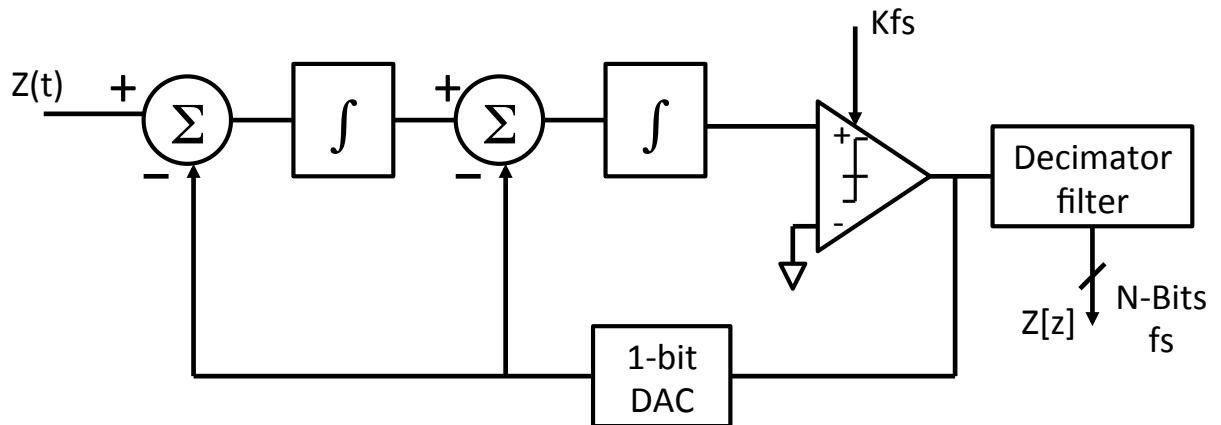 Kfs
Z(t)
+
Σ
−
∫
+
Σ
−
∫
+
-
Decimator
filter
Z[z]
N-Bits
fs
1-bit
DAC